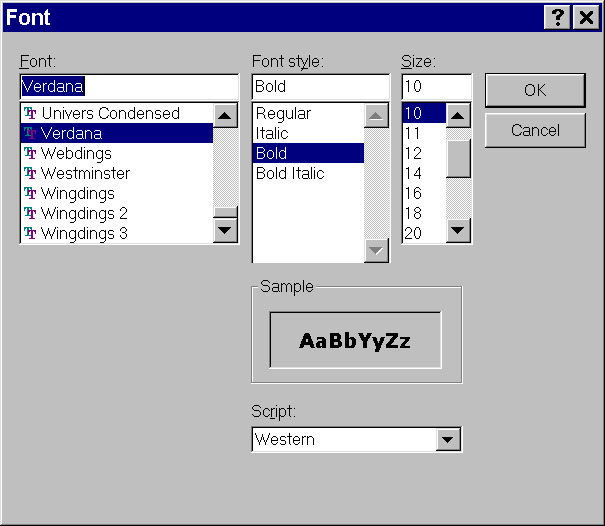 Font
Font:
Verdana
Univers Condensed
Verdana
Webdings
Westminster
Wingdings
Wingdings 2
Wingdings 3
Font style:
Bold
Regular
Italic
Bold
Bold Italic
Size:
10
10
11
12
14
16
18
20
OK
Cancel
Sample
AaBbYyZz
Script:
Western